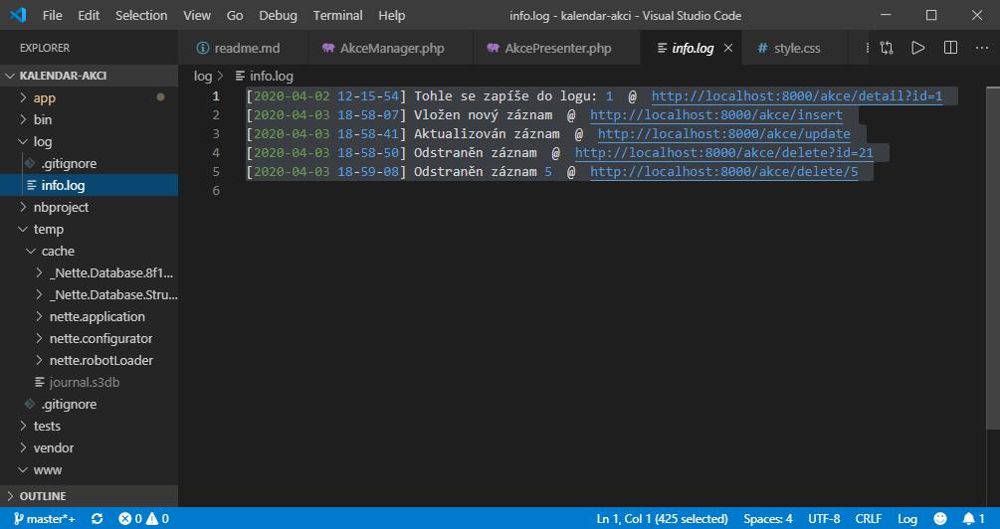 File Edit Selection View Go Debug Terminal Help info.log - kalendar-akci - Visual Studio Code
EXPLORER
readme.md AkceManager.php AkcePresenter.php info.log style.css
KALENDAR-AKCI
app
bin
log
.gitignore
info.log
nbproject
temp
cache
_Nette.Database.8f1...
_Nette.Database.Stru...
nette.application
nette.configurator
nette.robotLoader
journal.s3db
.gitignore
tests
vendor
www
OUTLINE
log > info.log
1 [2020-04-02 12-15-54] Tohle se zapíše do logu: 1 @ http://localhost:8000/akce/detail?id=1
2 [2020-04-03 18-58-07] Vložen nový záznam @ http://localhost:8000/akce/insert
3 [2020-04-03 18-58-41] Aktualizován záznam @ http://localhost:8000/akce/update
4 [2020-04-03 18-58-50] Odstraněn záznam @ http://localhost:8000/akce/delete?id=21
5 [2020-04-03 18-59-08] Odstraněn záznam 5 @ http://localhost:8000/akce/delete/5
6
master*+ 0 0 Ln 1, Col 1 (425 selected) Spaces: 4 UTF-8 CRLF Log 1